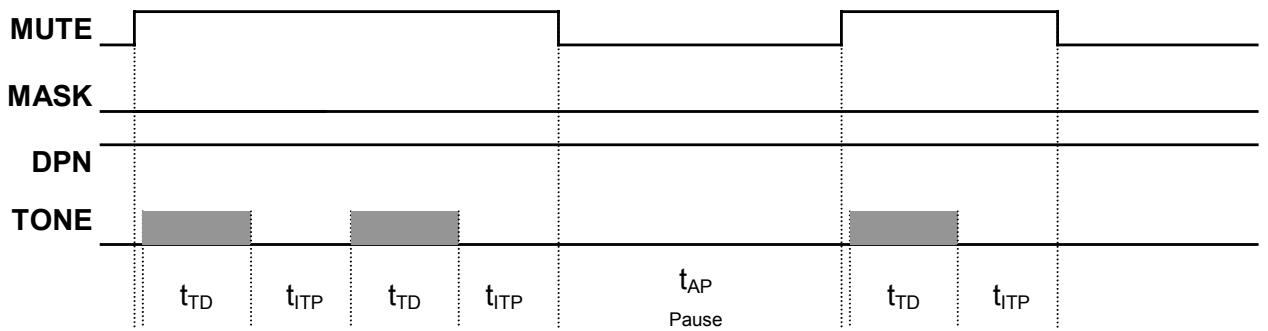 MUTE
MASK
DPN
TONE
tTD tITP tTD tITP tAP tTD tITP
Pause